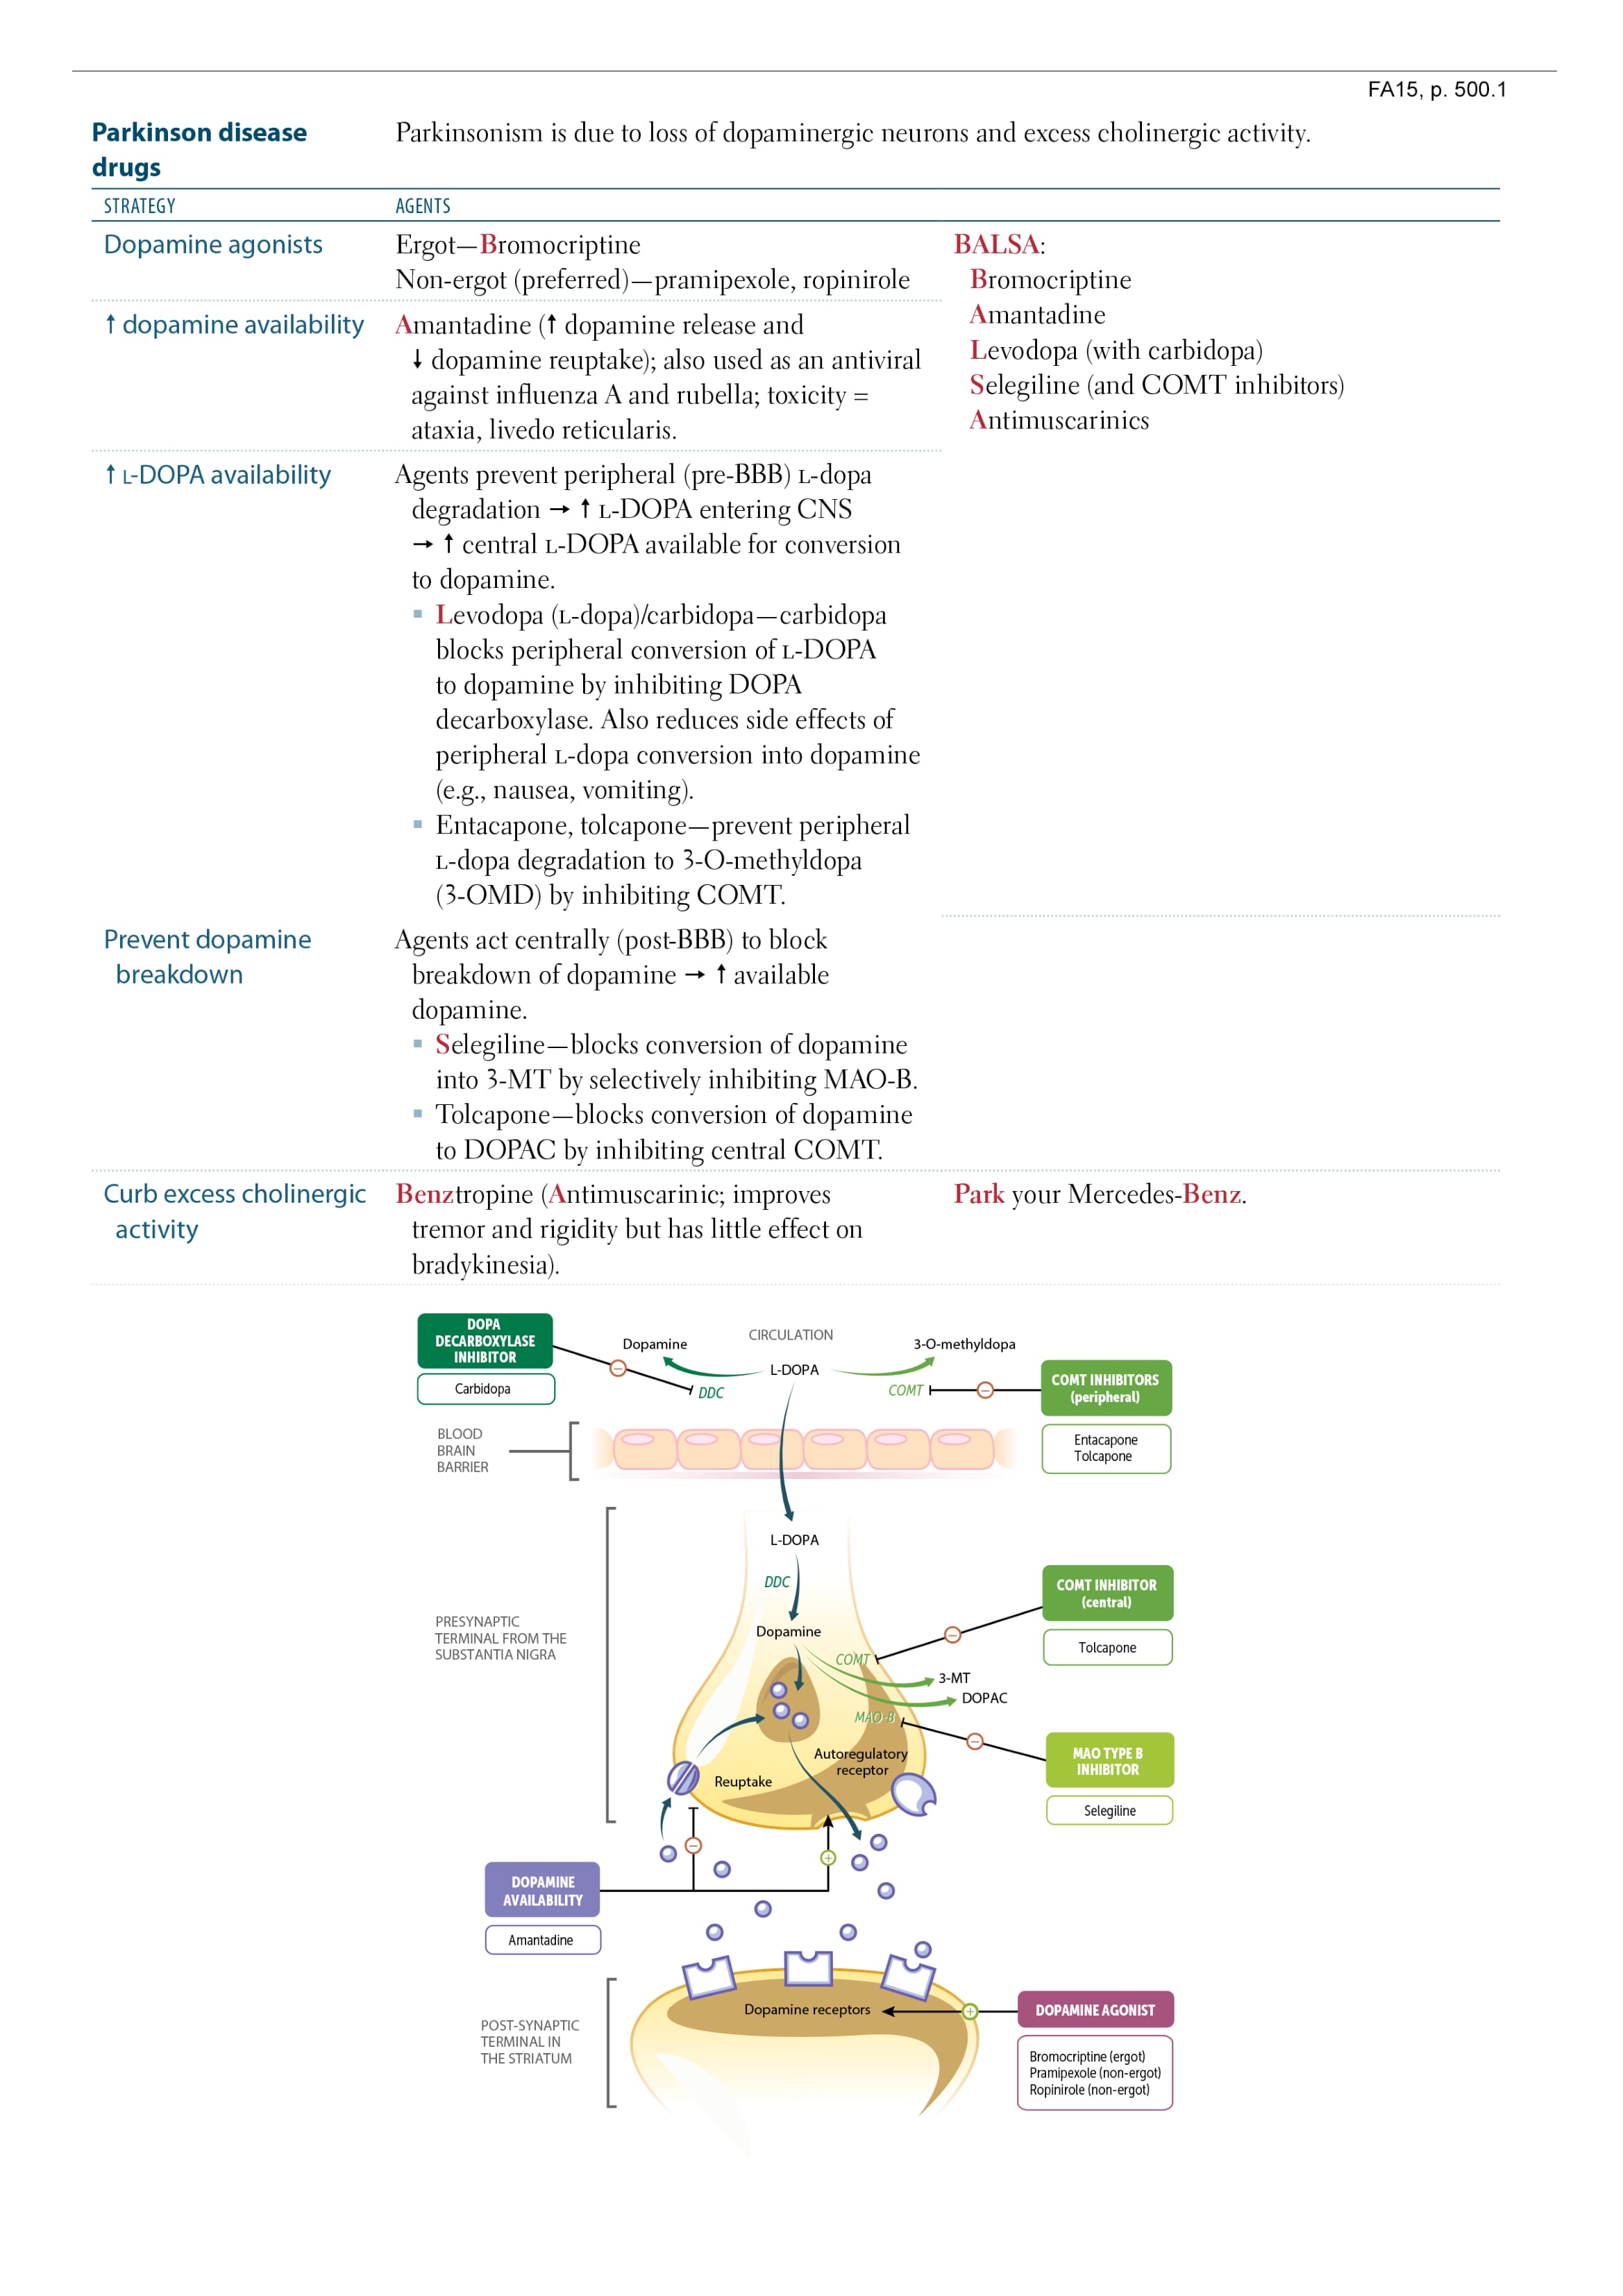 FA15, p. 500.1
Parkinson disease
drugs
Parkinsonism is due to loss of dopaminergic neurons and excess cholinergic activity.
STRATEGY
AGENTS
Dopamine agonists
Ergot—Bromocriptine
Non-ergot (preferred)—pramipexole, ropinirole
BALSA:
Bromocriptine
Amantadine
Levodopa (with carbidopa)
Selegiline (and COMT inhibitors)
Antimuscarinics
↑ dopamine availability
Amantadine (↑ dopamine release and
↓ dopamine reuptake); also used as an antiviral
against influenza A and rubella; toxicity =
ataxia, livedo reticularis.
↑ L-DOPA availability
Agents prevent peripheral (pre-BBB) L-dopa
degradation → ↑ L-DOPA entering CNS
→ ↑ central L-DOPA available for conversion
to dopamine.
▪ Levodopa (L-dopa)/carbidopa—carbidopa
blocks peripheral conversion of L-DOPA
to dopamine by inhibiting DOPA
decarboxylase. Also reduces side effects of
peripheral L-dopa conversion into dopamine
(e.g., nausea, vomiting).
▪ Entacapone, tolcapone—prevent peripheral
L-dopa degradation to 3-O-methyldopa
(3-OMD) by inhibiting COMT.
Prevent dopamine
breakdown
Agents act centrally (post-BBB) to block
breakdown of dopamine → ↑ available
dopamine.
▪ Selegiline—blocks conversion of dopamine
into 3-MT by selectively inhibiting MAO-B.
▪ Tolcapone—blocks conversion of dopamine
to DOPAC by inhibiting central COMT.
Curb excess cholinergic
activity
Benztropine (Antimuscarinic; improves
tremor and rigidity but has little effect on
bradykinesia).
Park your Mercedes-Benz.
DOPA
DECARBOXYLASE
INHIBITOR
Carbidopa
CIRCULATION
Dopamine
L-DOPA
3-O-methyldopa
DDC
COMT
COMT INHIBITORS
(peripheral)
Entacapone
Tolcapone
BLOOD
BRAIN
BARRIER
L-DOPA
DDC
Dopamine
PRESYNAPTIC
TERMINAL FROM THE
SUBSTANTIA NIGRA
COMT INHIBITOR
(central)
Tolcapone
COMT
3-MT
DOPAC
MAO-B
MAO TYPE B
INHIBITOR
Selegiline
Autoregulatory
receptor
Reuptake
DOPAMINE
AVAILABILITY
Amantadine
Dopamine receptors
DOPAMINE AGONIST
Bromocriptine (ergot)
Pramipexole (non-ergot)
Ropinirole (non-ergot)
POST-SYNAPTIC
TERMINAL IN
THE STRIATUM